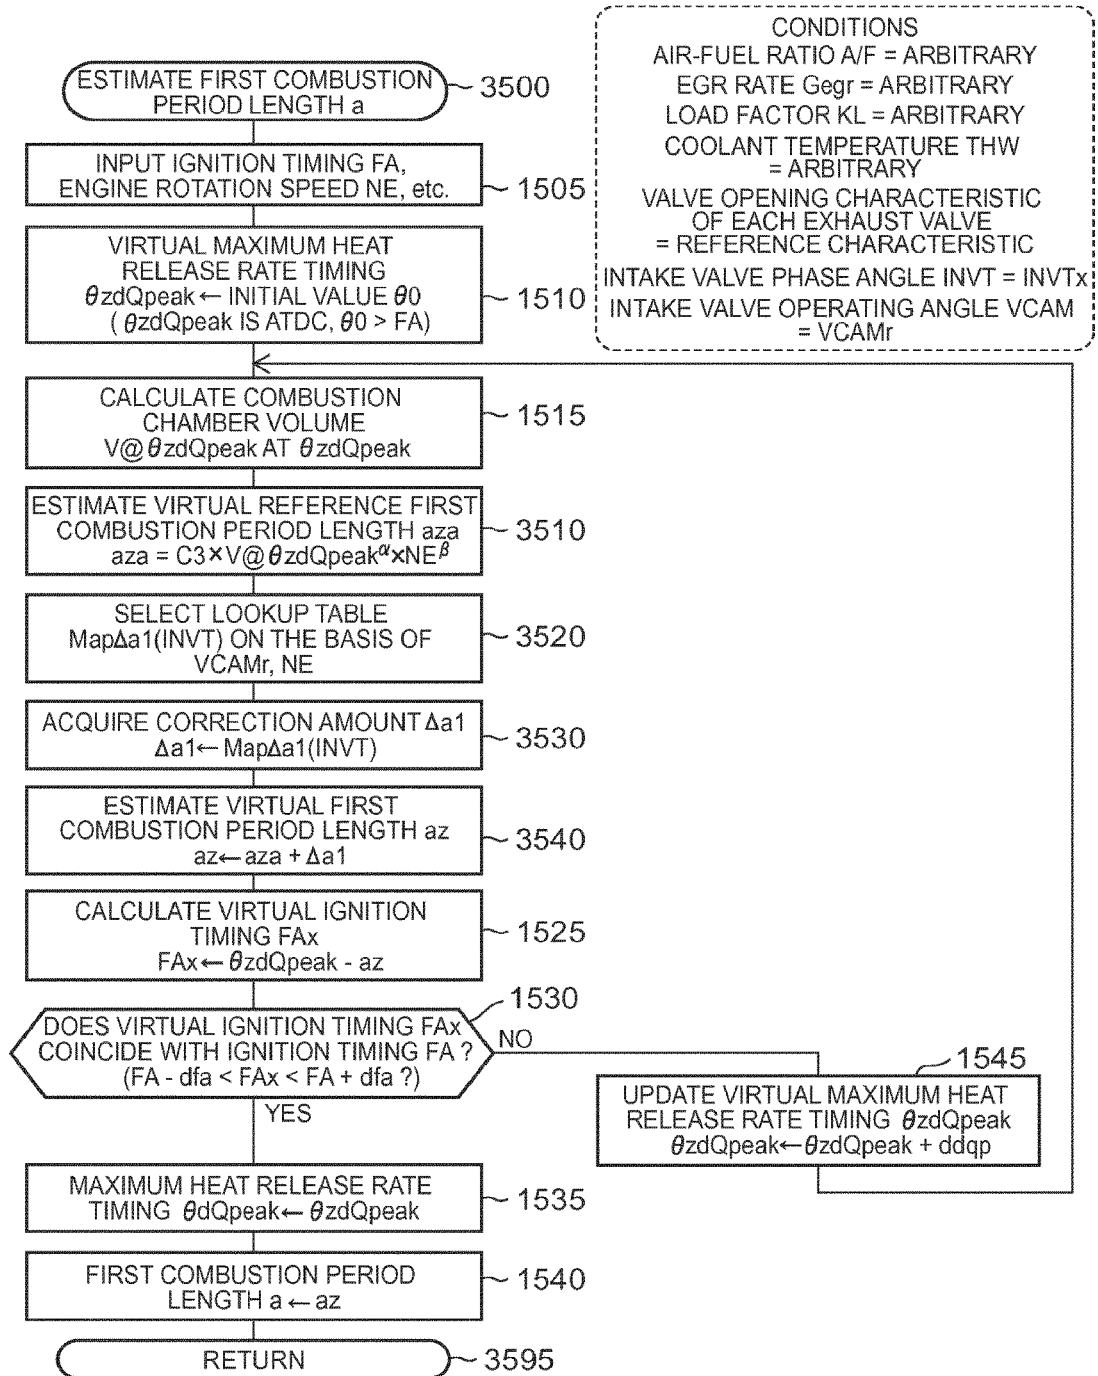 ESTIMATE FIRST COMBUSTION
PERIOD LENGTH a
3500
INPUT IGNITION TIMING FA,
ENGINE ROTATION SPEED NE, etc.
1505
VIRTUAL MAXIMUM HEAT
RELEASE RATE TIMING
θzdQpeak ← INITIAL VALUE θ0
( θzdQpeak IS ATDC, θ0 > FA)
1510
CALCULATE COMBUSTION
CHAMBER VOLUME
V@θzdQpeak AT θzdQpeak
1515
ESTIMATE VIRTUAL REFERENCE FIRST
COMBUSTION PERIOD LENGTH aza
aza = C3×V@θzdQpeak^α×NE^β
3510
SELECT LOOKUP TABLE
MapΔa1(INVT) ON THE BASIS OF
VCAMr, NE
3520
ACQUIRE CORRECTION AMOUNT Δa1
Δa1← MapΔa1(INVT)
3530
ESTIMATE VIRTUAL FIRST
COMBUSTION PERIOD LENGTH az
az← aza + Δa1
3540
CALCULATE VIRTUAL IGNITION
TIMING FAx
FAx← θzdQpeak - az
1525
1530
DOES VIRTUAL IGNITION TIMING FAx
COINCIDE WITH IGNITION TIMING FA ?
(FA - dfa < FAx < FA + dfa ?)
NO
YES
1545
UPDATE VIRTUAL MAXIMUM HEAT
RELEASE RATE TIMING θzdQpeak
θzdQpeak← θzdQpeak + ddqp
MAXIMUM HEAT RELEASE RATE
TIMING θdQpeak← θzdQpeak
1535
FIRST COMBUSTION PERIOD
LENGTH a ← az
1540
RETURN
3595
CONDITIONS
AIR-FUEL RATIO A/F = ARBITRARY
EGR RATE Gegr = ARBITRARY
LOAD FACTOR KL = ARBITRARY
COOLANT TEMPERATURE THW
= ARBITRARY
VALVE OPENING CHARACTERISTIC
OF EACH EXHAUST VALVE
= REFERENCE CHARACTERISTIC
INTAKE VALVE PHASE ANGLE INVT = INVTx
INTAKE VALVE OPERATING ANGLE VCAM
= VCAMr